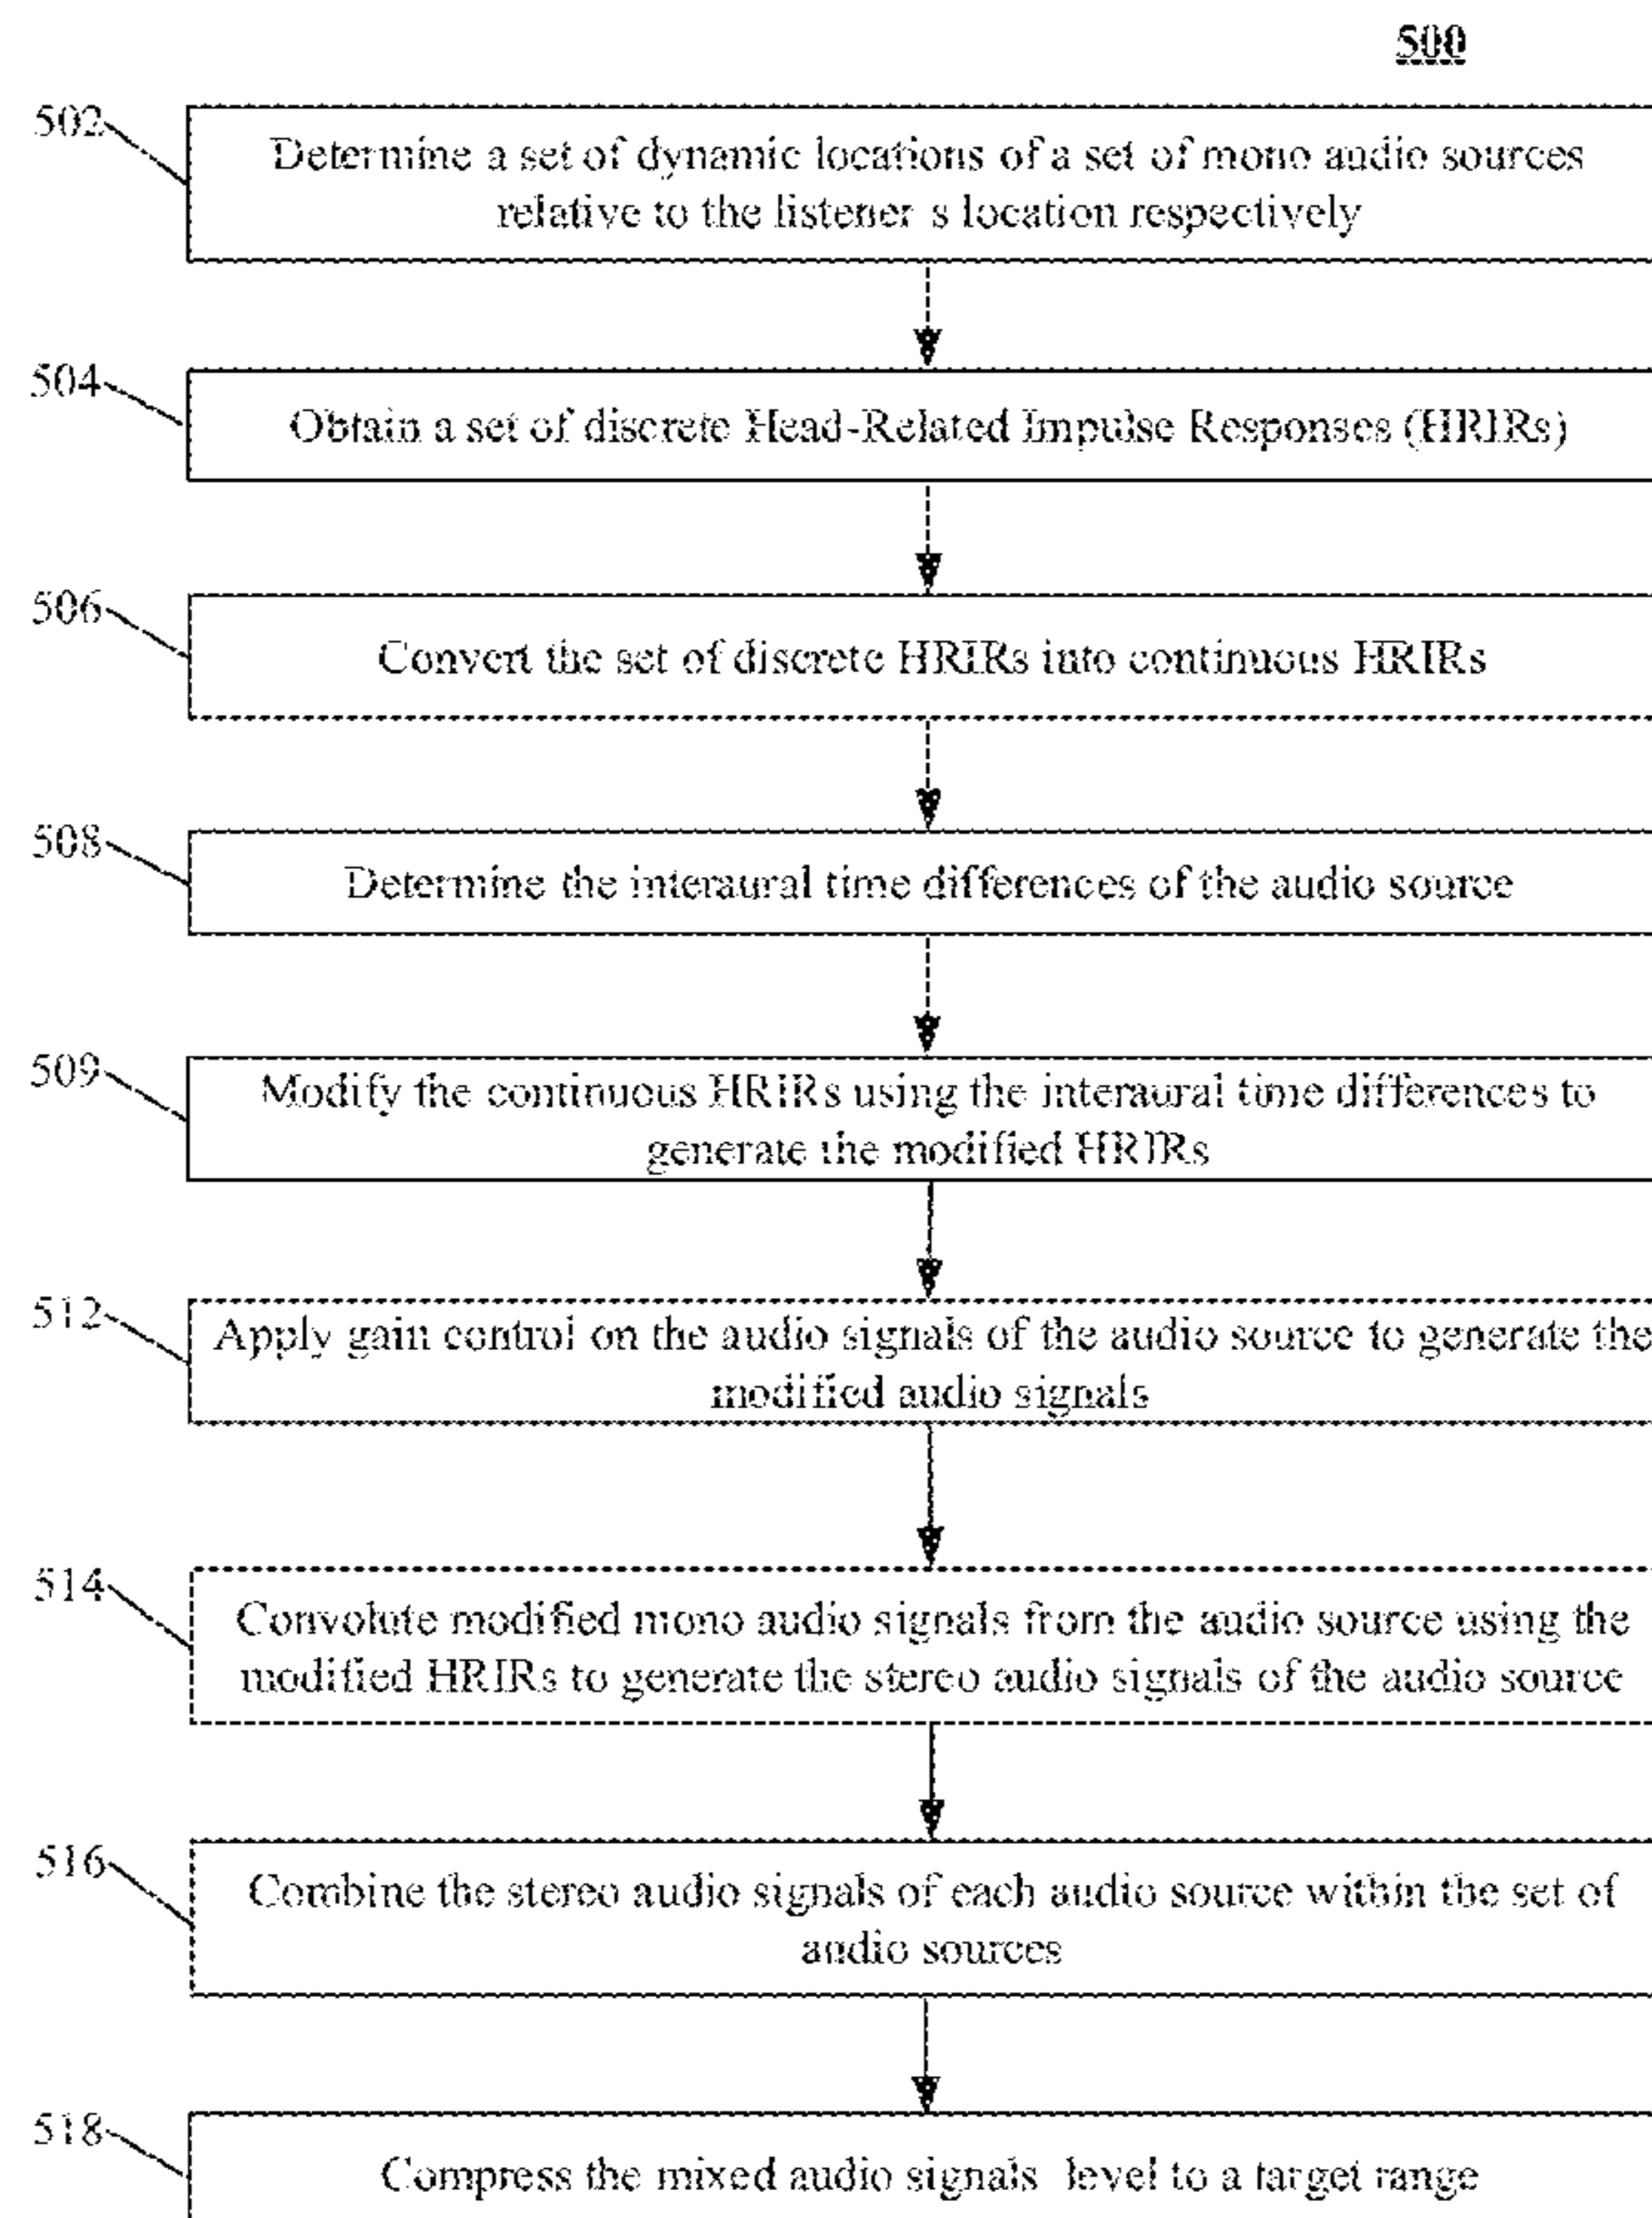 500
502
Determine a set of dynamic locations of a set of mono audio sources
relative to the listener s location respectively
504
Obtain a set of discrete Head-Related Impulse Responses (HRIRs)
506
Convert the set of discrete HRIRs into continuous HRIRs
508
Determine the interaural time differences of the audio source
509
Modify the continuous HRIRs using the interaural time differences to
generate the modified HRIRs
512
Apply gain control on the audio signals of the audio source to generate the
modified audio signals
514
Convolute modified mono audio signals from the audio source using the
modified HRIRs to generate the stereo audio signals of the audio source
516
Combine the stereo audio signals of each audio source within the set of
audio sources
518
Compress the mixed audio signals level to a target range